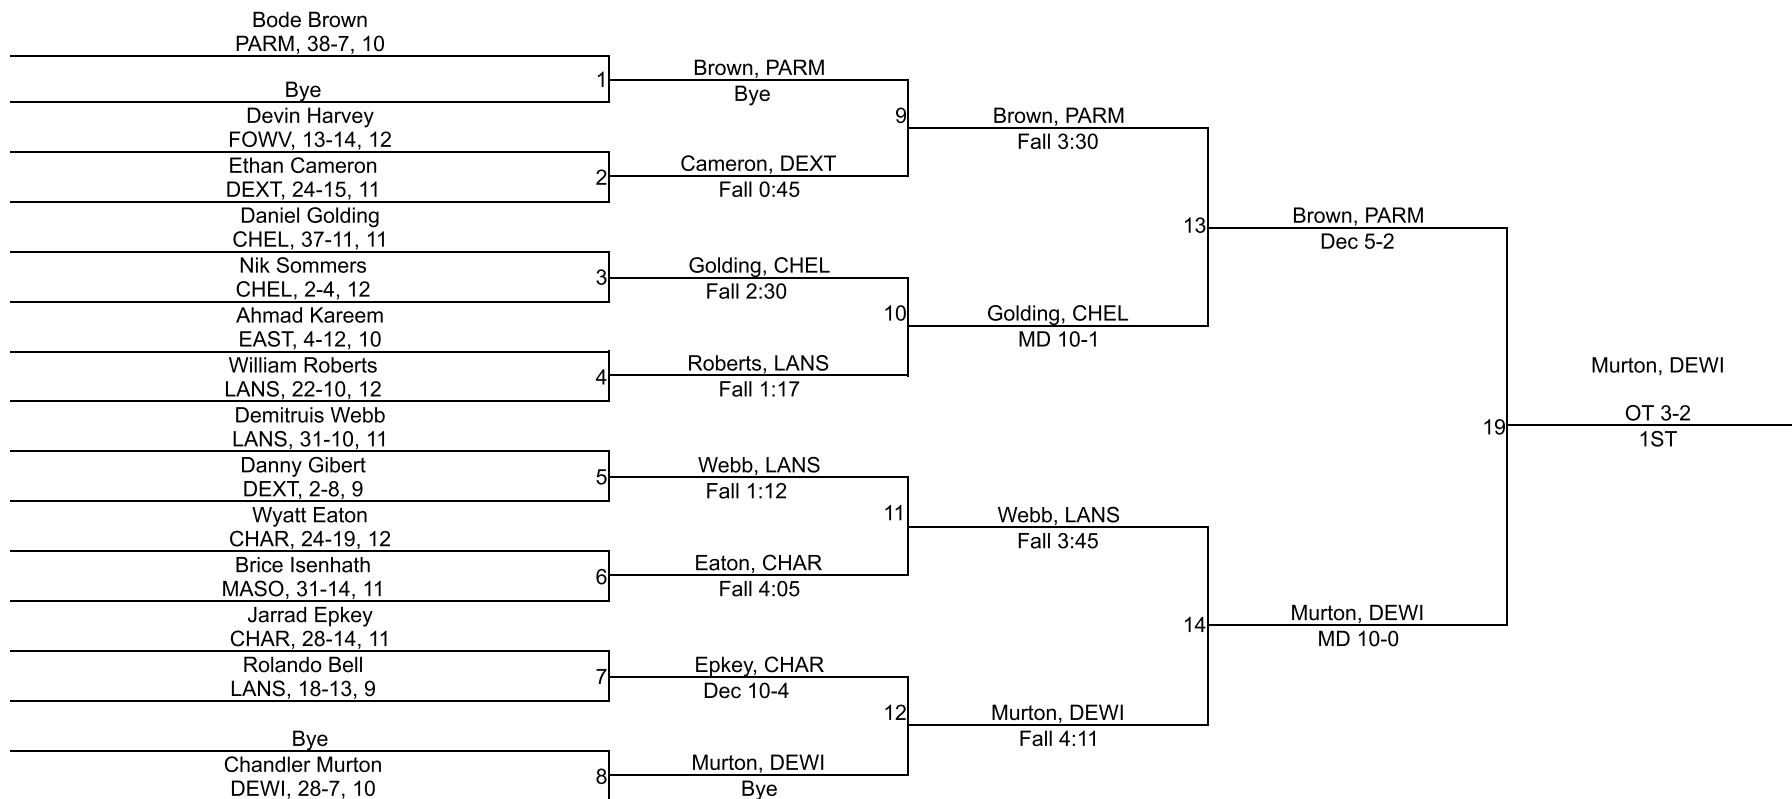 Bode Brown
PARM, 38-7, 10
Bye
1
Devin Harvey
FOWV, 13-14, 12
Ethan Cameron
DEXT, 24-15, 11
2
Daniel Golding
CHEL, 37-11, 11
Nik Sommers
CHEL, 2-4, 12
3
Ahmad Kareem
EAST, 4-12, 10
William Roberts
LANS, 22-10, 12
4
Demitruis Webb
LANS, 31-10, 11
Danny Gibert
DEXT, 2-8, 9
5
Wyatt Eaton
CHAR, 24-19, 12
Brice Isenhath
MASO, 31-14, 11
6
Jarrad Epkey
CHAR, 28-14, 11
Rolando Bell
LANS, 18-13, 9
7
Bye
Chandler Murton
DEWI, 28-7, 10
8
Brown, PARM
Bye
9
Cameron, DEXT
Fall 0:45
Golding, CHEL
Fall 2:30
10
Roberts, LANS
Fall 1:17
Webb, LANS
Fall 1:12
11
Eaton, CHAR
Fall 4:05
Epkey, CHAR
Dec 10-4
12
Murton, DEWI
Bye
Brown, PARM
Fall 3:30
13
Golding, CHEL
MD 10-1
Webb, LANS
Fall 3:45
14
Murton, DEWI
Fall 4:11
Brown, PARM
Dec 5-2
19
Murton, DEWI
MD 10-0
Murton, DEWI
OT 3-2
1ST